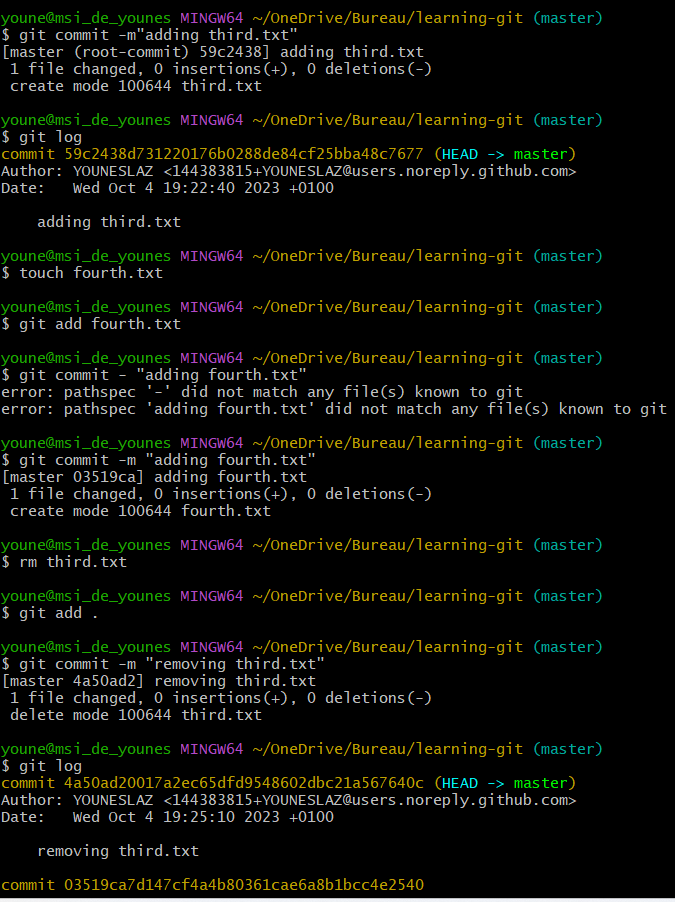 youne@msi_de_younes MINGW64 ~/OneDrive/Bureau/learning-git (master)
$ git commit -m"adding third.txt"
[master (root-commit) 59c2438] adding third.txt
 1 file changed, 0 insertions(+), 0 deletions(-)
 create mode 100644 third.txt

youne@msi_de_younes MINGW64 ~/OneDrive/Bureau/learning-git (master)
$ git log
commit 59c2438d731220176b0288de84cf25bba48c7677 (HEAD -> master)
Author: YOUNESLAZ <144383815+YOUNESLAZ@users.noreply.github.com>
Date:   Wed Oct 4 19:22:40 2023 +0100

    adding third.txt

youne@msi_de_younes MINGW64 ~/OneDrive/Bureau/learning-git (master)
$ touch fourth.txt

youne@msi_de_younes MINGW64 ~/OneDrive/Bureau/learning-git (master)
$ git add fourth.txt

youne@msi_de_younes MINGW64 ~/OneDrive/Bureau/learning-git (master)
$ git commit - "adding fourth.txt"
error: pathspec '-' did not match any file(s) known to git
error: pathspec 'adding fourth.txt' did not match any file(s) known to git

youne@msi_de_younes MINGW64 ~/OneDrive/Bureau/learning-git (master)
$ git commit -m "adding fourth.txt"
[master 03519ca] adding fourth.txt
 1 file changed, 0 insertions(+), 0 deletions(-)
 create mode 100644 fourth.txt

youne@msi_de_younes MINGW64 ~/OneDrive/Bureau/learning-git (master)
$ rm third.txt

youne@msi_de_younes MINGW64 ~/OneDrive/Bureau/learning-git (master)
$ git add .

youne@msi_de_younes MINGW64 ~/OneDrive/Bureau/learning-git (master)
$ git commit -m "removing third.txt"
[master 4a50ad2] removing third.txt
 1 file changed, 0 insertions(+), 0 deletions(-)
 delete mode 100644 third.txt

youne@msi_de_younes MINGW64 ~/OneDrive/Bureau/learning-git (master)
$ git log
commit 4a50ad20017a2ec65dfd9548602dbc21a567640c (HEAD -> master)
Author: YOUNESLAZ <144383815+YOUNESLAZ@users.noreply.github.com>
Date:   Wed Oct 4 19:25:10 2023 +0100

    removing third.txt

commit 03519ca7d147cf4a4b80361cae6a8b1bcc4e2540